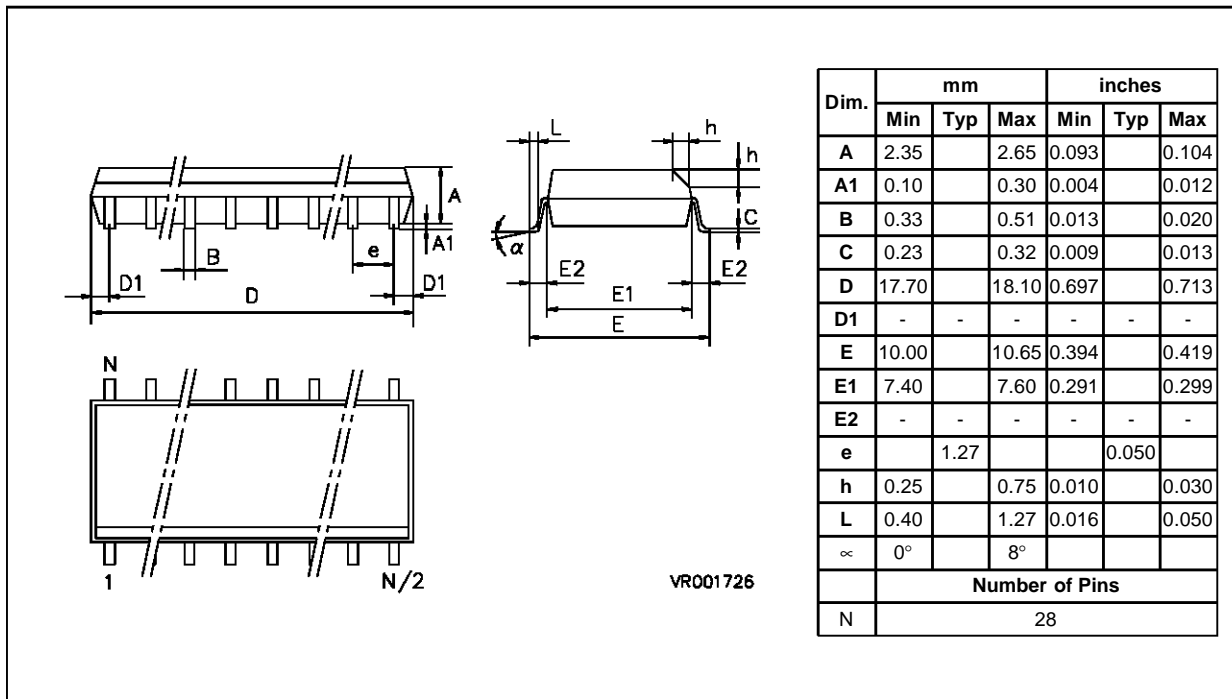 L
h
h
A
C
A1
B
e
α
D1
D
D1
E2
E2
E1
E
N
1
N/2
VR001726
Dim. mm inches
Min Typ Max Min Typ Max
A 2.35 2.65 0.093 0.104
A1 0.10 0.30 0.004 0.012
B 0.33 0.51 0.013 0.020
C 0.23 0.32 0.009 0.013
D 17.70 18.10 0.697 0.713
D1 - - - - - -
E 10.00 10.65 0.394 0.419
E1 7.40 7.60 0.291 0.299
E2 - - - - - -
e 1.27 0.050
h 0.25 0.75 0.010 0.030
L 0.40 1.27 0.016 0.050
∝ 0° 8°
Number of Pins
N 28